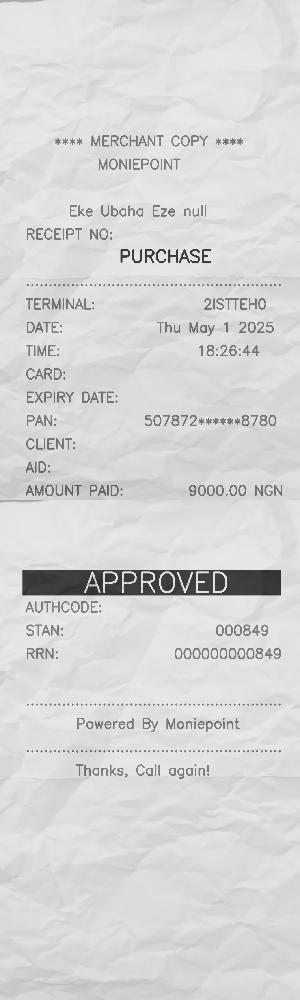 **** MERCHANT COPY ****
MONIEPOINT
Eke Ubaha Eze null
RECEIPT NO:
PURCHASE
TERMINAL: 2ISTTEH0
DATE: Thu May 1 2025
TIME: 18:26:44
CARD:
EXPIRY DATE:
PAN: 507872******8780
CLIENT:
AID:
AMOUNT PAID: 9000.00 NGN
APPROVED
AUTHCODE:
STAN: 000849
RRN: 000000000849
Powered By Moniepoint
Thanks, Call again!